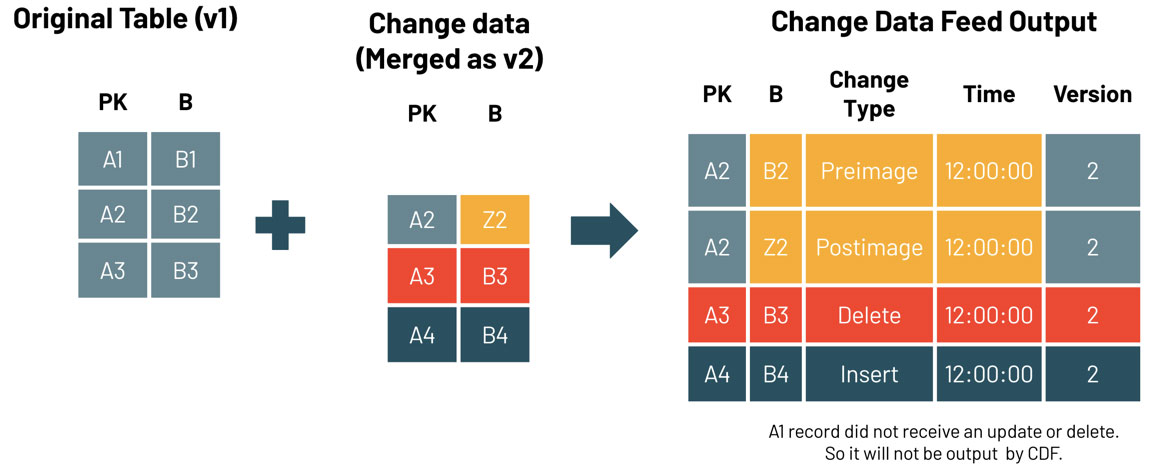 Original Table (v1)
PK B
A1 B1
A2 B2
A3 B3
Change data
(Merged as v2)
PK B
A2 Z2
A3 B3
A4 B4
Change Data Feed Output
PK B Change Type Time Version
A2 B2 Preimage 12:00:00 2
A2 Z2 Postimage 12:00:00 2
A3 B3 Delete 12:00:00 2
A4 B4 Insert 12:00:00 2
A1 record did not receive an update or delete.
So it will not be output by CDF.